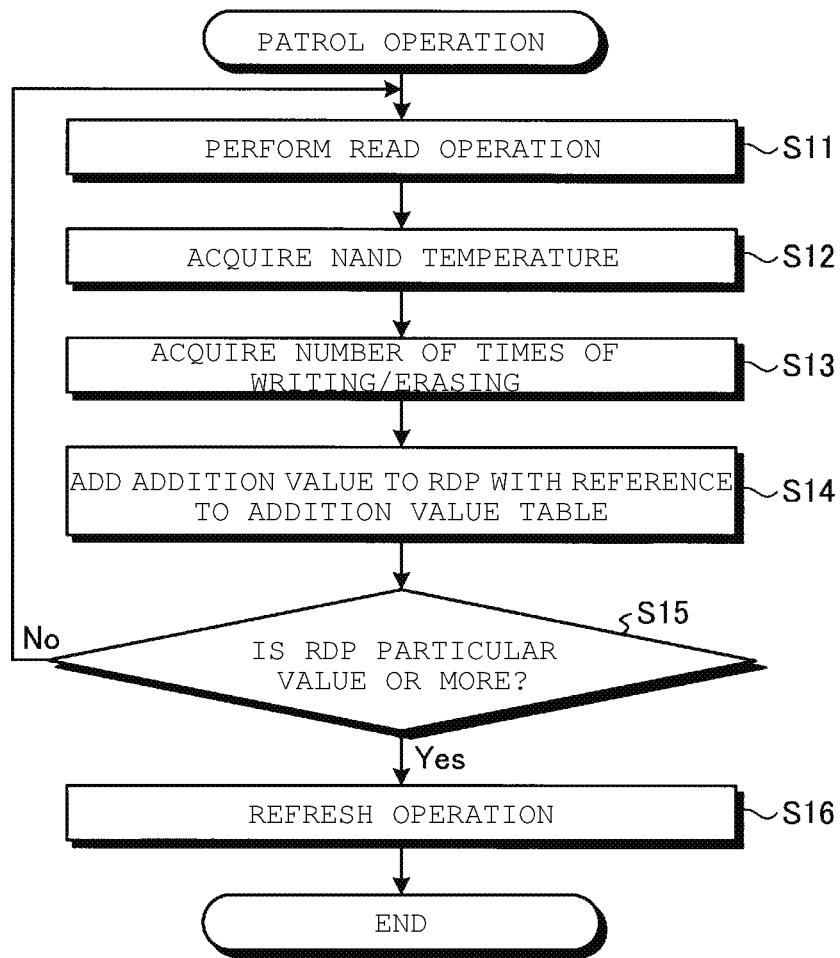 PATROL OPERATION
PERFORM READ OPERATION
S11
ACQUIRE NAND TEMPERATURE
S12
ACQUIRE NUMBER OF TIMES OF
WRITING/ERASING
S13
ADD ADDITION VALUE TO RDP WITH REFERENCE
TO ADDITION VALUE TABLE
S14
S15
No
IS RDP PARTICULAR
VALUE OR MORE?
Yes
REFRESH OPERATION
S16
END